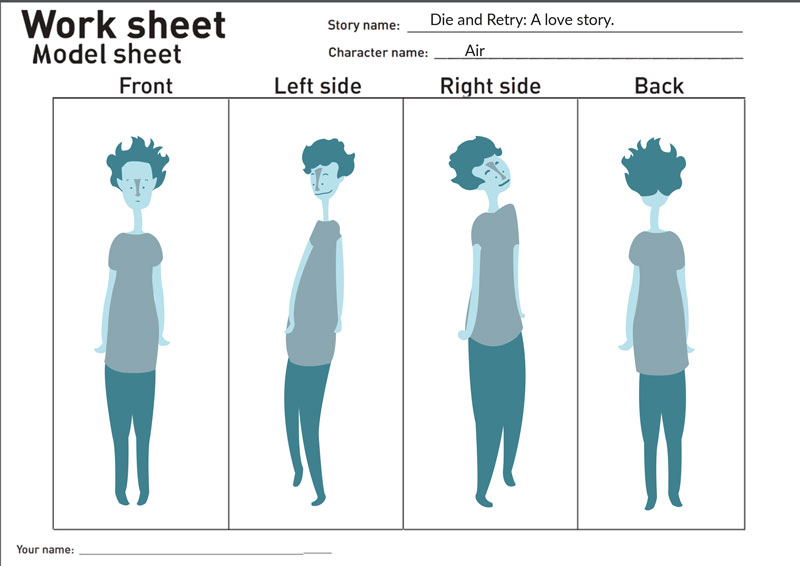 Work sheet
Model sheet
Story name: Die and Retry: A love story.
Character name: Air
Front Left side Right side Back
Your name: